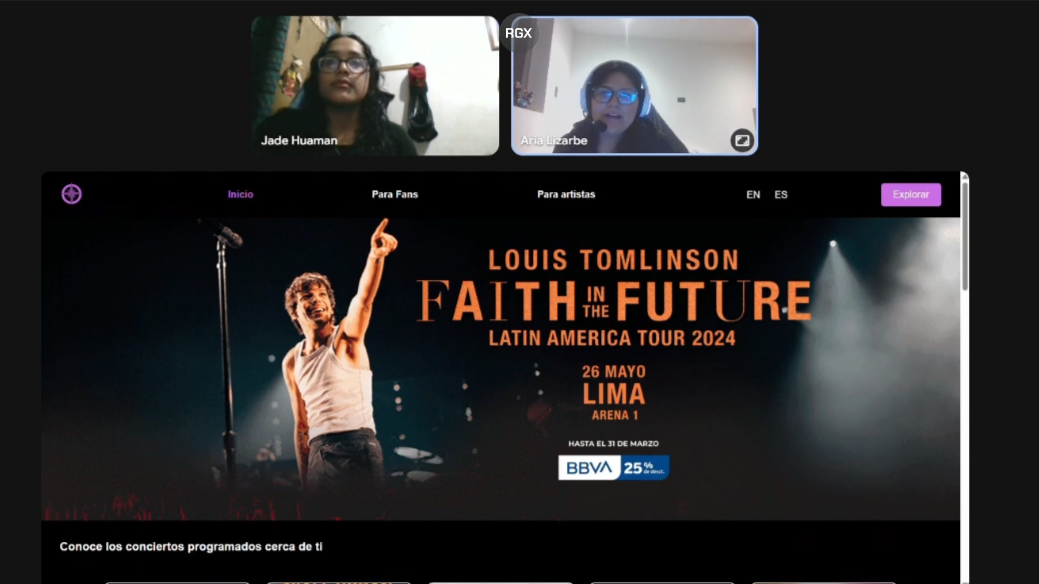 RGX
Jade Huaman
Aria Lizarbe
Inicio
Para Fans
Para artistas
EN
ES
Explorar
LOUIS TOMLINSON
FAITH IN THE FUTURE
LATIN AMERICA TOUR 2024
26 MAYO
LIMA
ARENA 1
HASTA EL 31 DE MARZO
BBVA 25% de dsct.
Conoce los conciertos programados cerca de ti